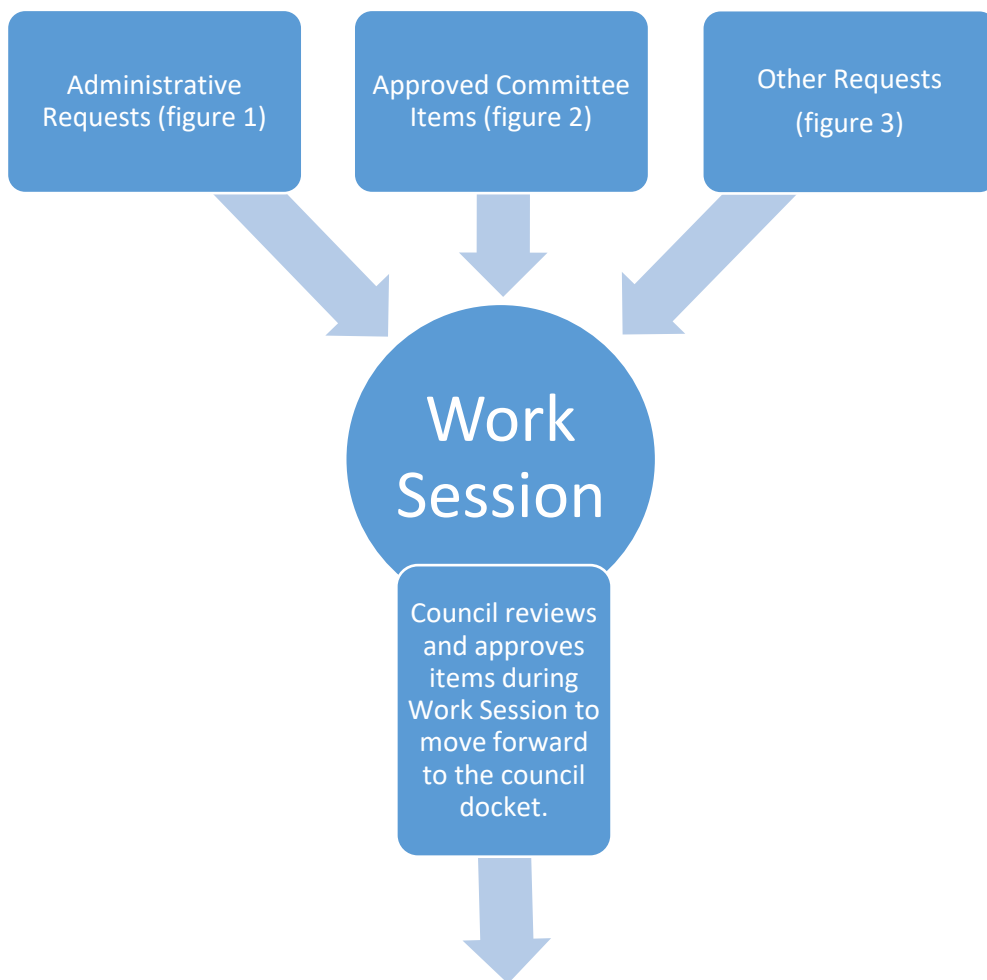 Administrative
Requests (figure 1)
Approved Committee
Items (figure 2)
Other Requests
(figure 3)
Work
Session
Council reviews
and approves
items during
Work Session to
move forward
to the council
docket.